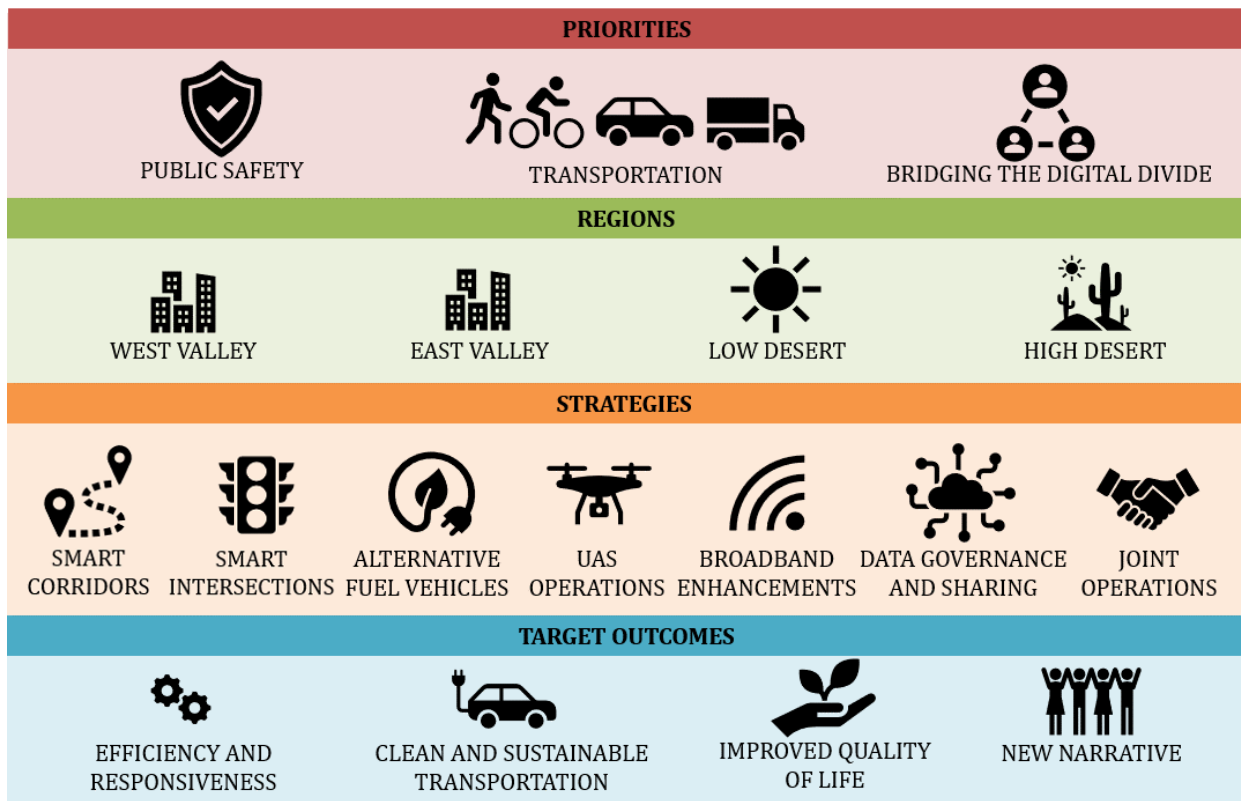 PRIORITIES
PUBLIC SAFETY
TRANSPORTATION
BRIDGING THE DIGITAL DIVIDE
REGIONS
WEST VALLEY
EAST VALLEY
LOW DESERT
HIGH DESERT
STRATEGIES
SMART
CORRIDORS
SMART
INTERSECTIONS
ALTERNATIVE
FUEL VEHICLES
UAS
OPERATIONS
BROADBAND
ENHANCEMENTS
DATA GOVERNANCE
AND SHARING
JOINT
OPERATIONS
TARGET OUTCOMES
EFFICIENCY AND
RESPONSIVENESS
CLEAN AND SUSTAINABLE
TRANSPORTATION
IMPROVED QUALITY
OF LIFE
NEW NARRATIVE